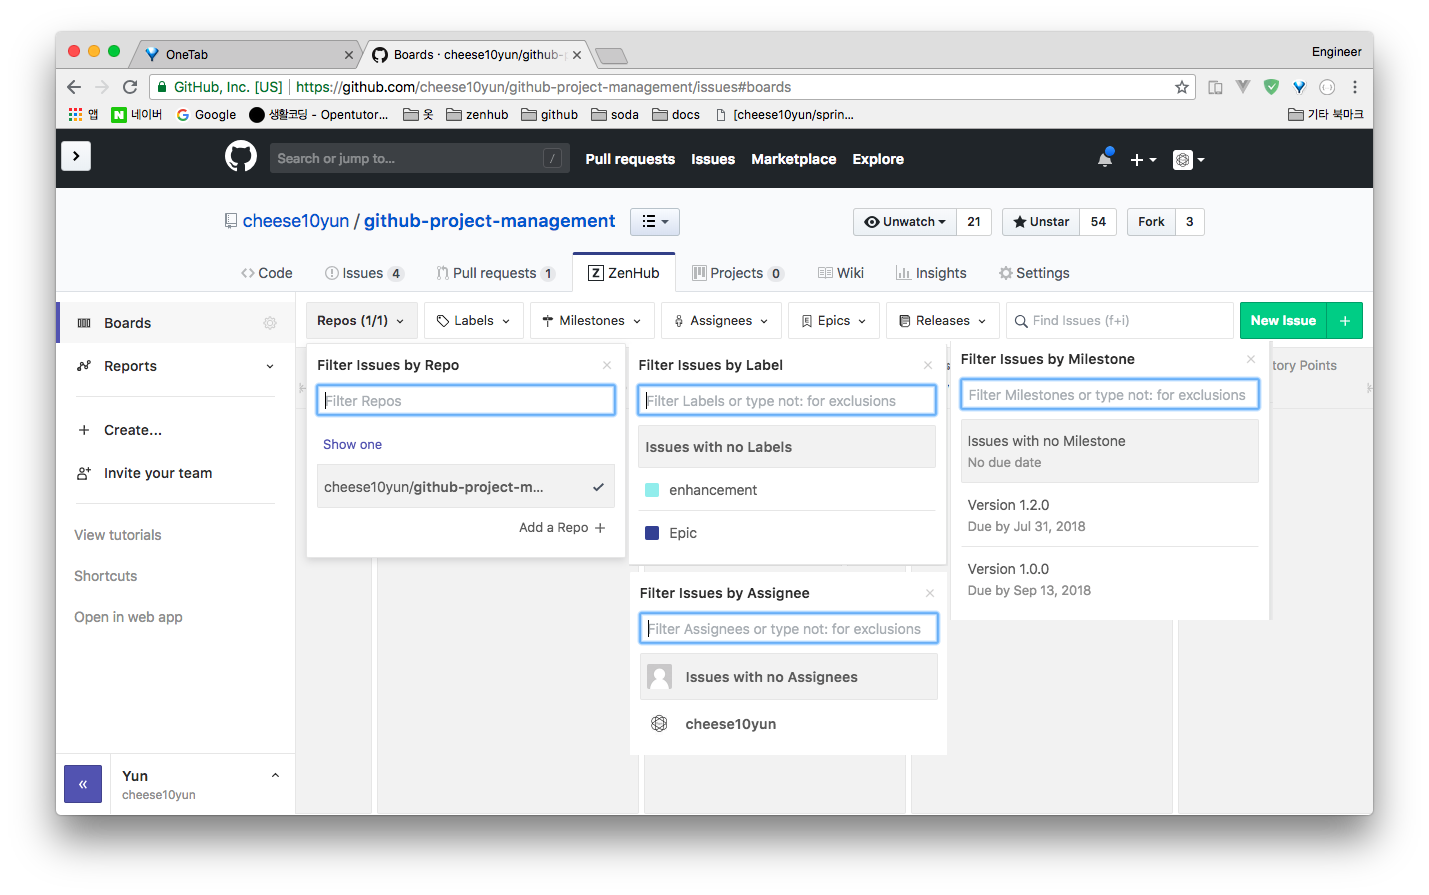 OneTab
Boards · cheese10yun/github-p
Engineer
GitHub, Inc. [US] https://github.com/cheese10yun/github-project-management/issues#boards
앱 네이버 Google 생활코딩 - Opentutor... 옷 zenhub github soda docs [cheese10yun/sprin... 기타 북마크
Search or jump to... / Pull requests Issues Marketplace Explore
cheese10yun / github-project-management Unwatch 21 Unstar 54 Fork 3
Code Issues 4 Pull requests 1 ZenHub Projects 0 Wiki Insights Settings
Boards
Reports
Create...
Invite your team
View tutorials
Shortcuts
Open in web app
Yun
cheese10yun
Repos (1/1) Labels Milestones Assignees Epics Releases Find Issues (f+i) New Issue +
Filter Issues by Repo
Filter Repos
Show one
cheese10yun/github-project-m...
Add a Repo +
Filter Issues by Label
Filter Labels or type not: for exclusions
Issues with no Labels
enhancement
Epic
Filter Issues by Assignee
Filter Assignees or type not: for exclusions
Issues with no Assignees
cheese10yun
Filter Issues by Milestone
Filter Milestones or type not: for exclusions
Issues with no Milestone
No due date
Version 1.2.0
Due by Jul 31, 2018
Version 1.0.0
Due by Sep 13, 2018
tory Points